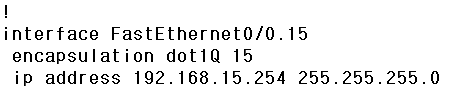 !
interface FastEthernet0/0.15
 encapsulation dot1Q 15
 ip address 192.168.15.254 255.255.255.0